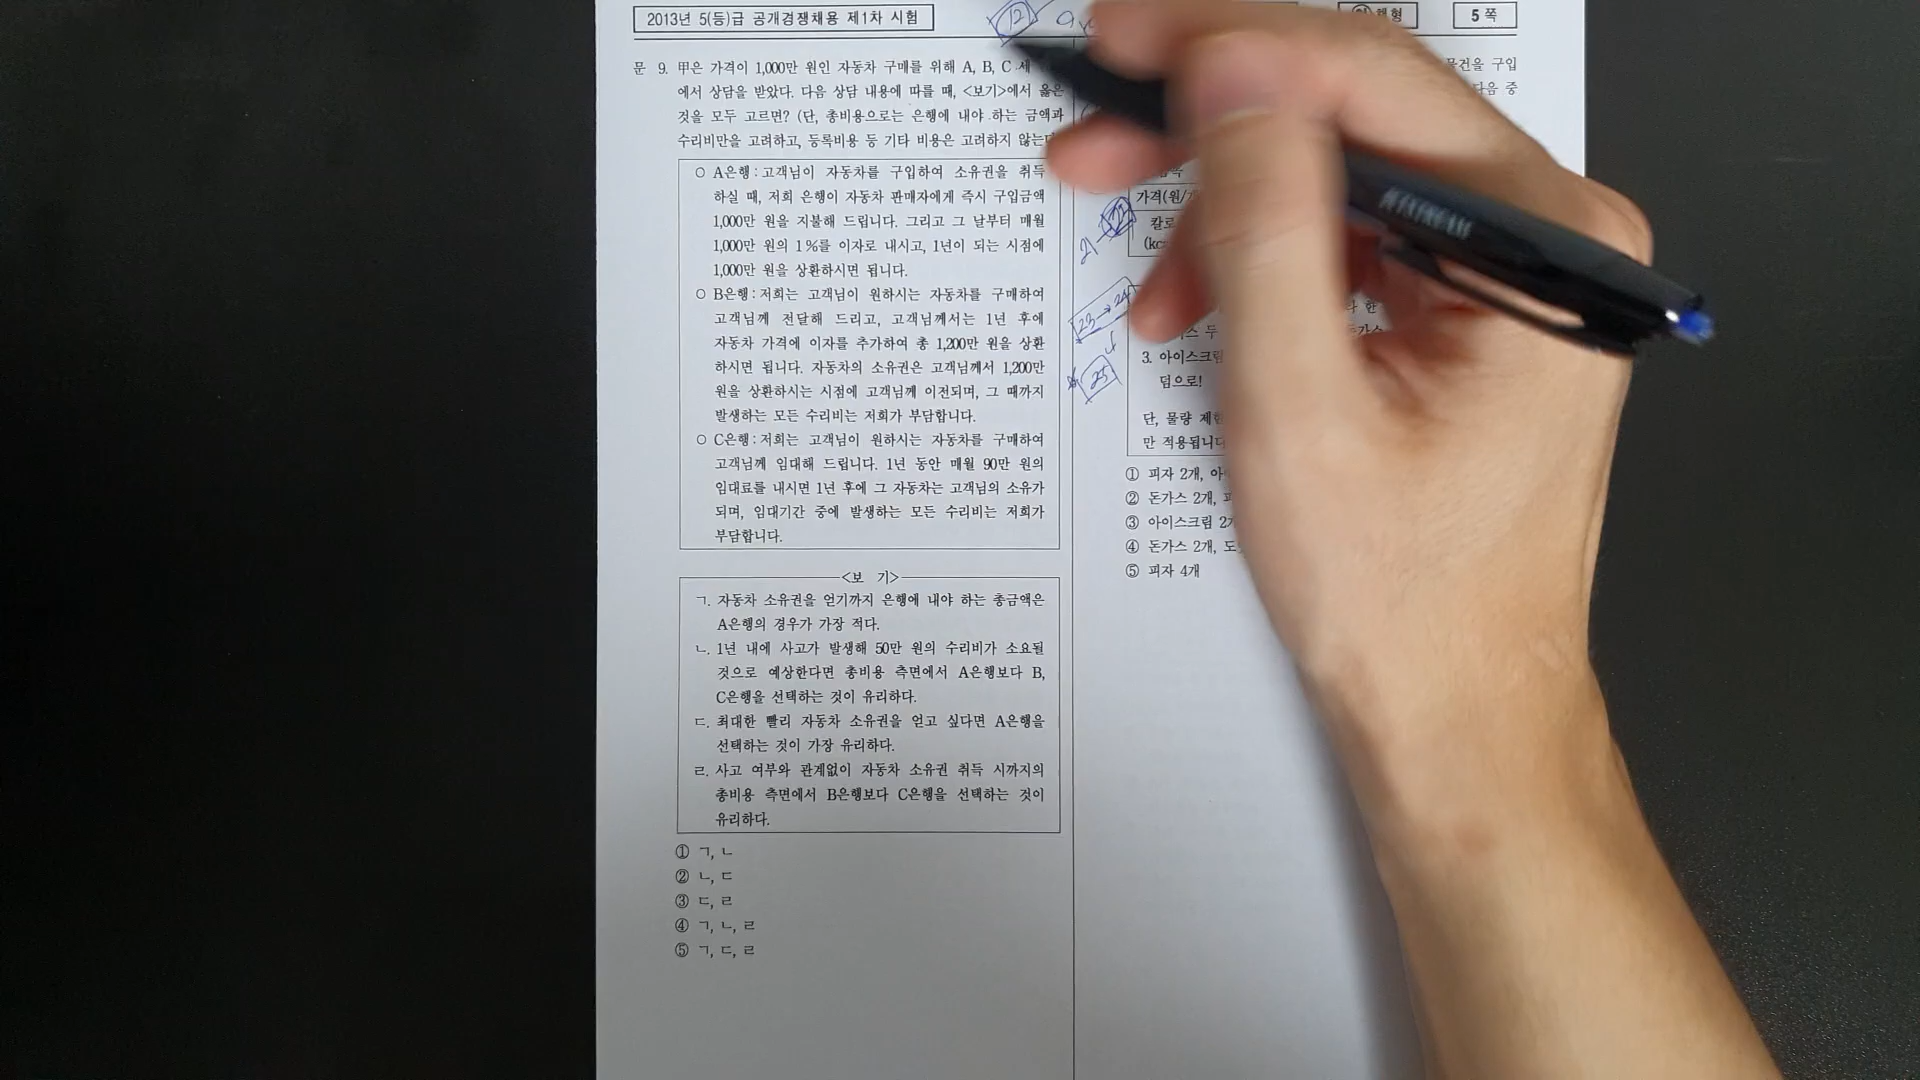 2013년 5(등)급 공개경쟁채용 제1차 시험
12
채형
5 쪽
문 9. 甲은 가격이 1,000만 원인 자동차 구매를 위해 A, B, C 세
에서 상담을 받았다. 다음 상담 내용에 따를 때, <보기>에서 옳은
것을 모두 고르면? (단, 총비용으로는 은행에 내야 하는 금액과
수리비만을 고려하고, 등록비용 등 기타 비용은 고려하지 않는다
○ A은행 : 고객님이 자동차를 구입하여 소유권을 취득
하실 때, 저희 은행이 자동차 판매자에게 즉시 구입금액
1,000만 원을 지불해 드립니다. 그리고 그 날부터 매월
1,000만 원의 1%를 이자로 내시고, 1년이 되는 시점에
1,000만 원을 상환하시면 됩니다.
○ B은행 : 저희는 고객님이 원하시는 자동차를 구매하여
고객님께 전달해 드리고, 고객님께서는 1년 후에
자동차 가격에 이자를 추가하여 총 1,200만 원을 상환
하시면 됩니다. 자동차의 소유권은 고객님께서 1,200만
원을 상환하시는 시점에 고객님께 이전되며, 그 때까지
발생하는 모든 수리비는 저희가 부담합니다.
○ C은행 : 저희는 고객님이 원하시는 자동차를 구매하여
고객님께 임대해 드립니다. 1년 동안 매월 90만 원의
임대료를 내시면 1년 후에 그 자동차는 고객님의 소유가
되며, 임대기간 중에 발생하는 모든 수리비는 저희가
부담합니다.
<보 기>
ㄱ. 자동차 소유권을 얻기까지 은행에 내야 하는 총금액은
A은행의 경우가 가장 적다.
ㄴ. 1년 내에 사고가 발생해 50만 원의 수리비가 소요될
것으로 예상한다면 총비용 측면에서 A은행보다 B,
C은행을 선택하는 것이 유리하다.
ㄷ. 최대한 빨리 자동차 소유권을 얻고 싶다면 A은행을
선택하는 것이 가장 유리하다.
ㄹ. 사고 여부와 관계없이 자동차 소유권 취득 시까지의
총비용 측면에서 B은행보다 C은행을 선택하는 것이
유리하다.
① ㄱ, ㄴ
② ㄴ, ㄷ
③ ㄷ, ㄹ
④ ㄱ, ㄴ, ㄹ
⑤ ㄱ, ㄷ, ㄹ
물건을 구입
다음 중
가격(원/
칼로
21
23 → 24
25
3. 아이스크림
덤으로!
단, 물량 제한
만 적용됩니다
① 피자 2개,
② 돈가스 2개,
③ 아이스크림 2개
④ 돈가스 2개,
⑤ 피자 4개
JETSTREAM